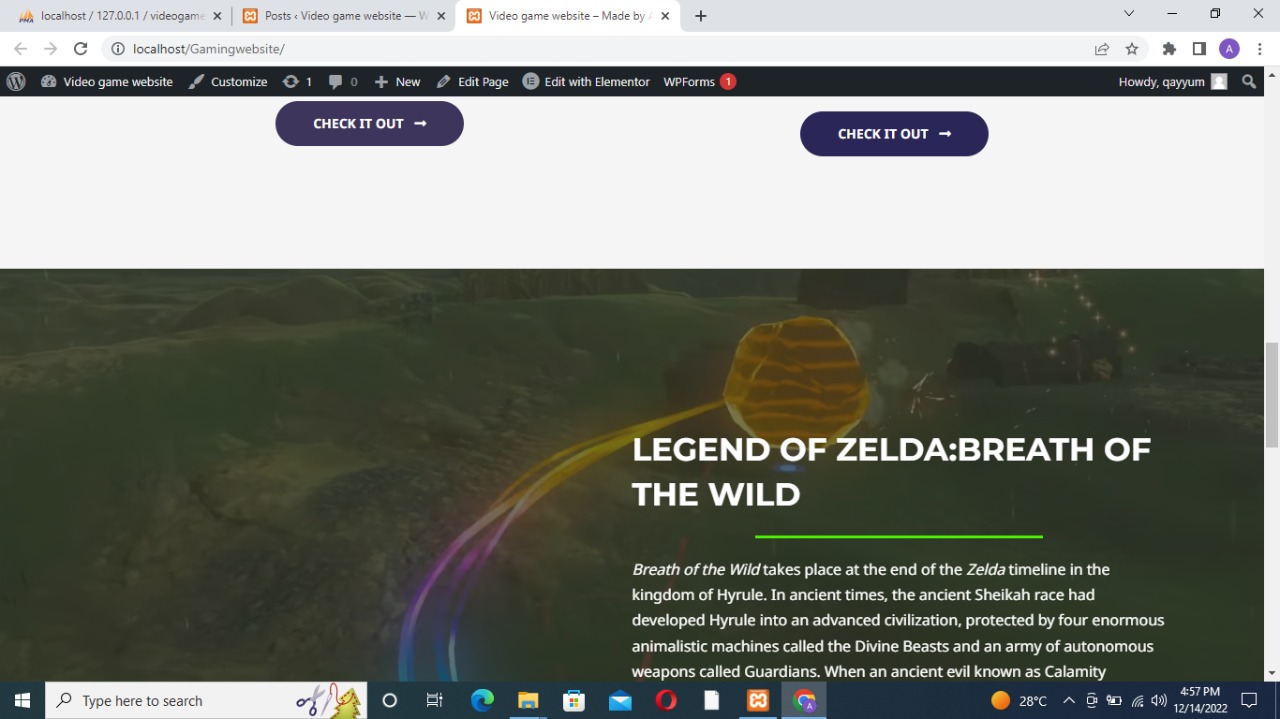 localhost / 127.0.0.1 / videogame
Posts ‹ Video game website — W
Video game website – Made by A
localhost/Gamingwebsite/
A
Video game website
Customize
1
0
New
Edit Page
Edit with Elementor
WPForms 1
Howdy, qayyum
CHECK IT OUT
CHECK IT OUT
LEGEND OF ZELDA:BREATH OF
THE WILD
Breath of the Wild takes place at the end of the Zelda timeline in the
kingdom of Hyrule. In ancient times, the ancient Sheikah race had
developed Hyrule into an advanced civilization, protected by four enormous
animalistic machines called the Divine Beasts and an army of autonomous
weapons called Guardians. When an ancient evil known as Calamity
Type here to search
28°C
4:57 PM
12/14/2022